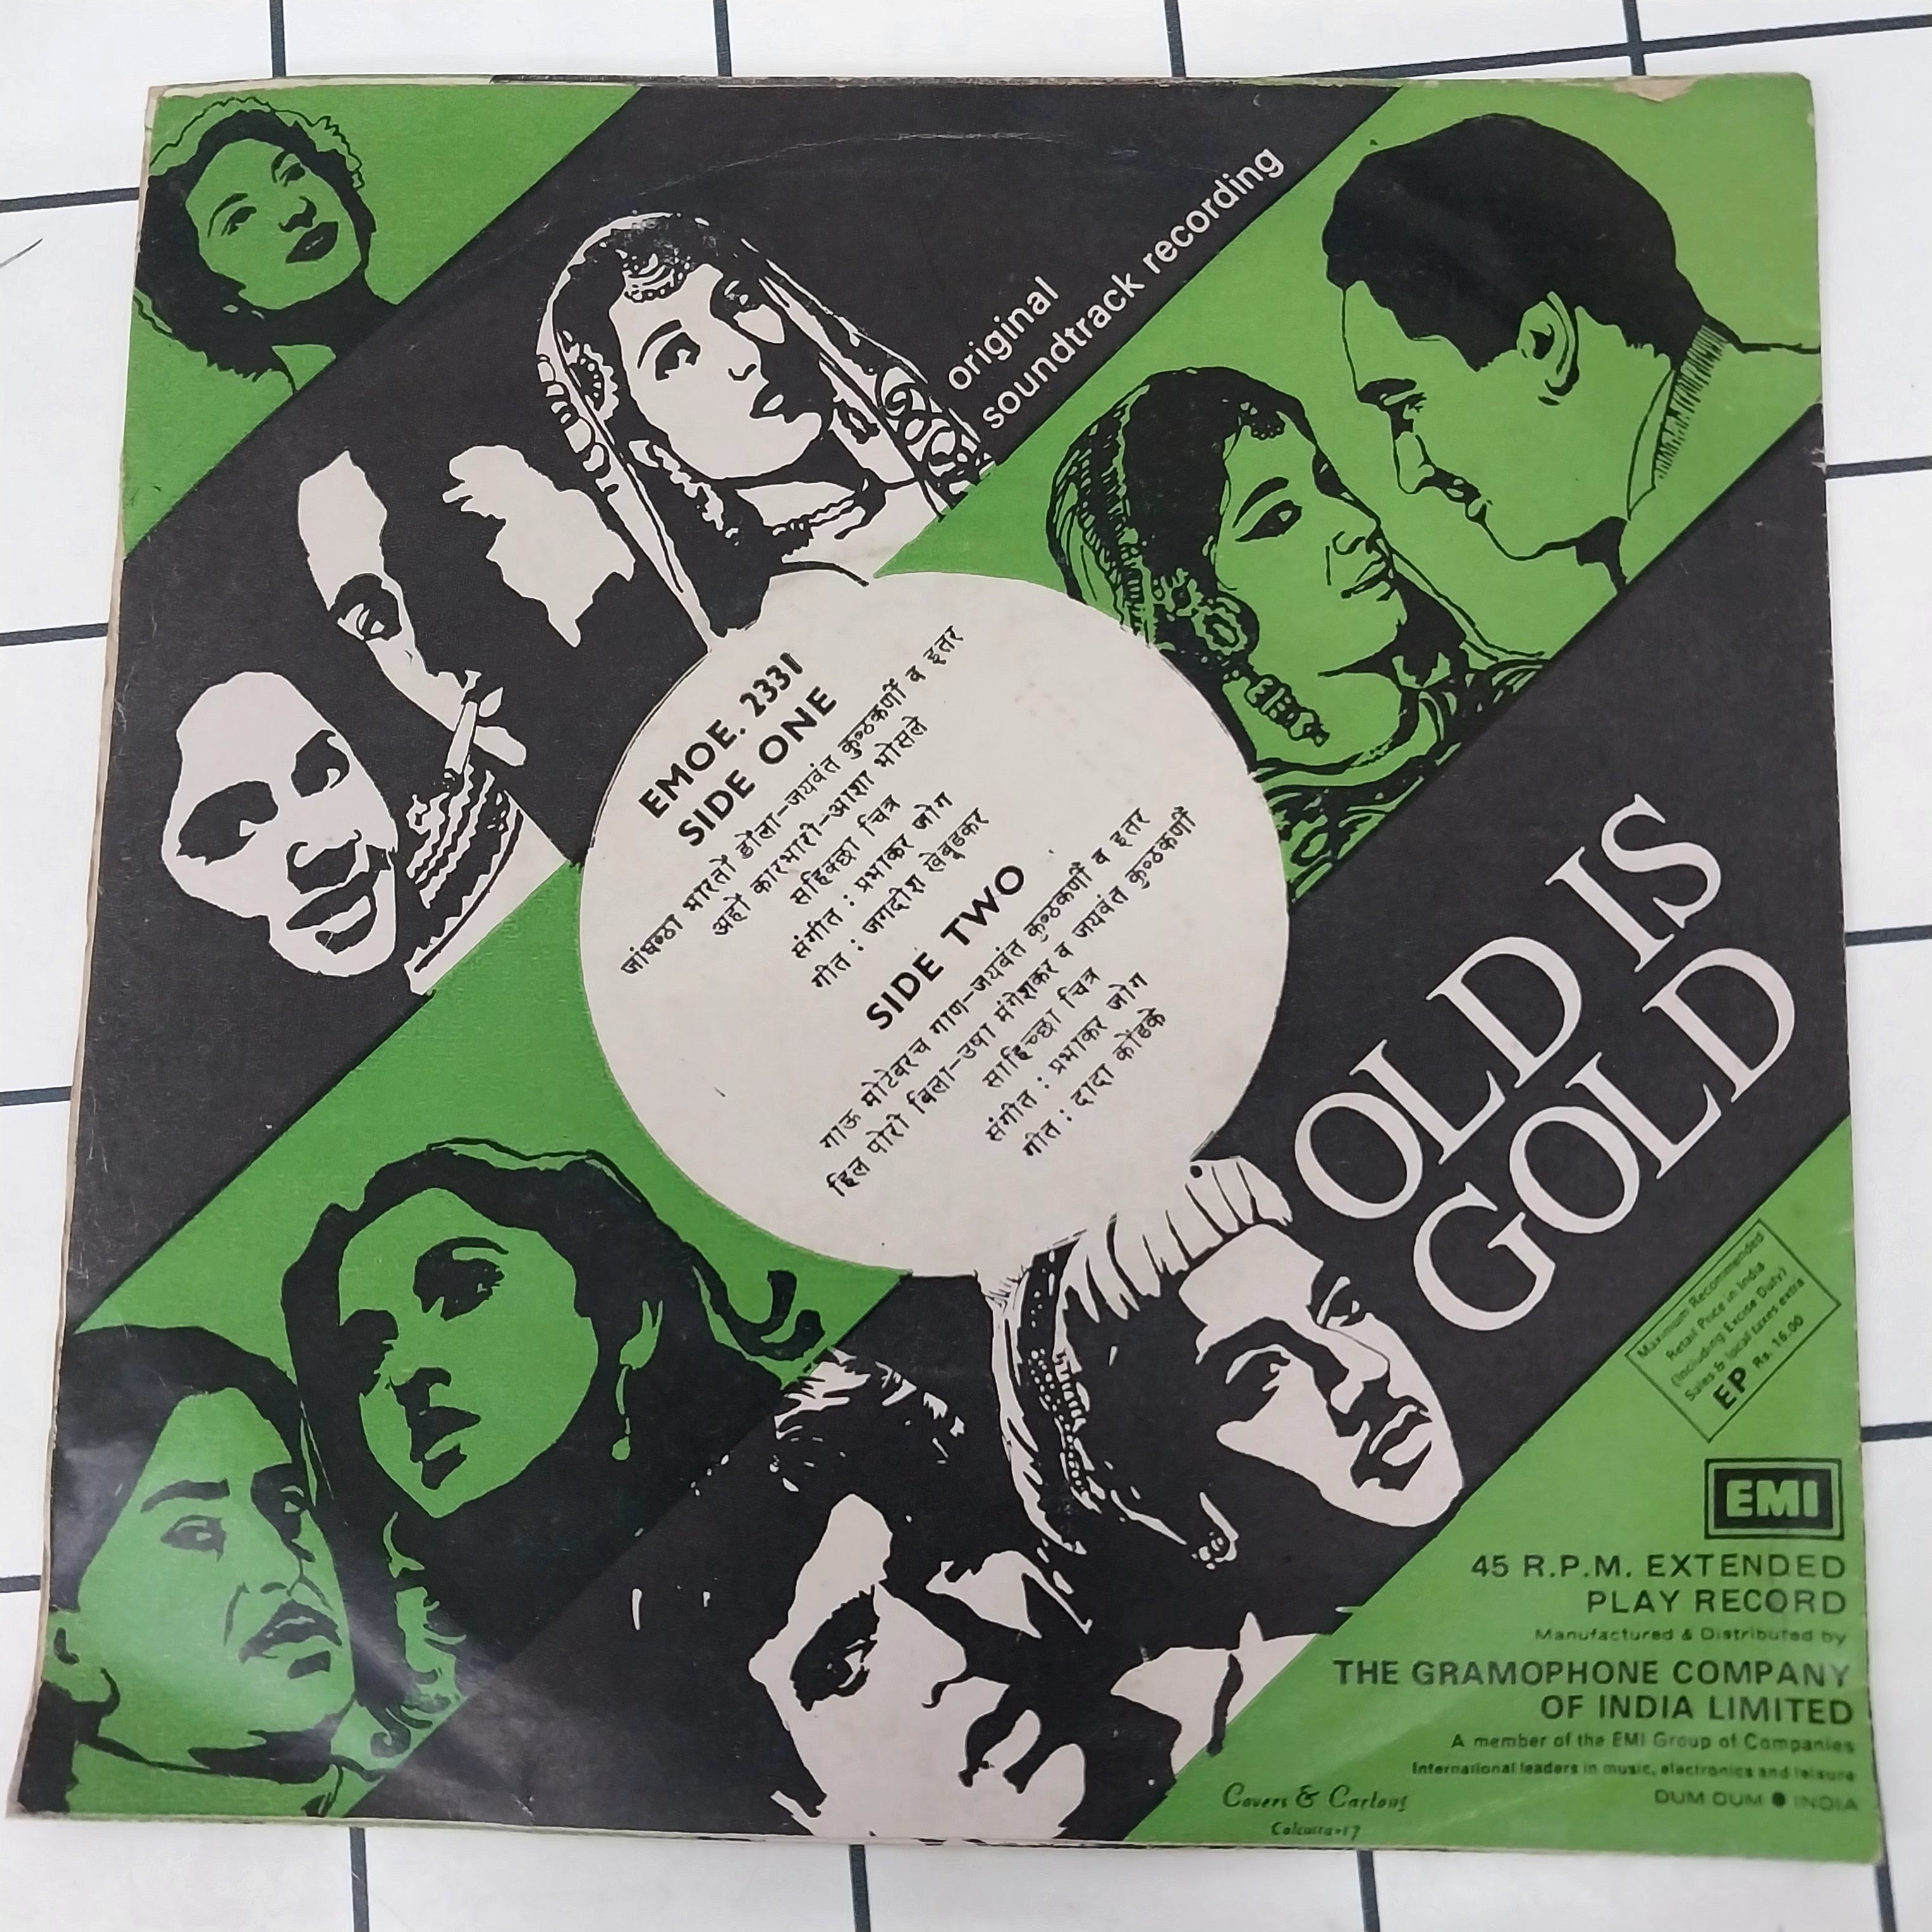 original
soundtrack recording
EMOE. 2331
SIDE ONE
जांभळा मारतो डोला-जयवंत कुळकर्णी व इतर
अहो कारभारी-आशा भोसले
सदिच्छा चित्र
संगीत : प्रभाकर जोग
गीत : जगदीश खेबूडकर
SIDE TWO
गाऊ मोटेवरच गाण-जयवंत कुळकर्णी व इतर
हिल पोरी बिला-उषा मंगेशकर व जयवंत कुळकर्णी
सदिच्छा चित्र
संगीत : प्रभाकर जोग
गीत : दादा कोंडके
OLD IS
GOLD
Maximum Recommended
Retail Price in India
(Including Excise Duty)
Sales & local taxes extra
EP Rs. 16.00
EMI
45 R.P.M. EXTENDED
PLAY RECORD
Manufactured & Distributed by
THE GRAMOPHONE COMPANY
OF INDIA LIMITED
A member of the EMI Group of Companies
International leaders in music, electronics and leisure
DUM DUM ● INDIA
Covers & Cartons
Calcutta-17